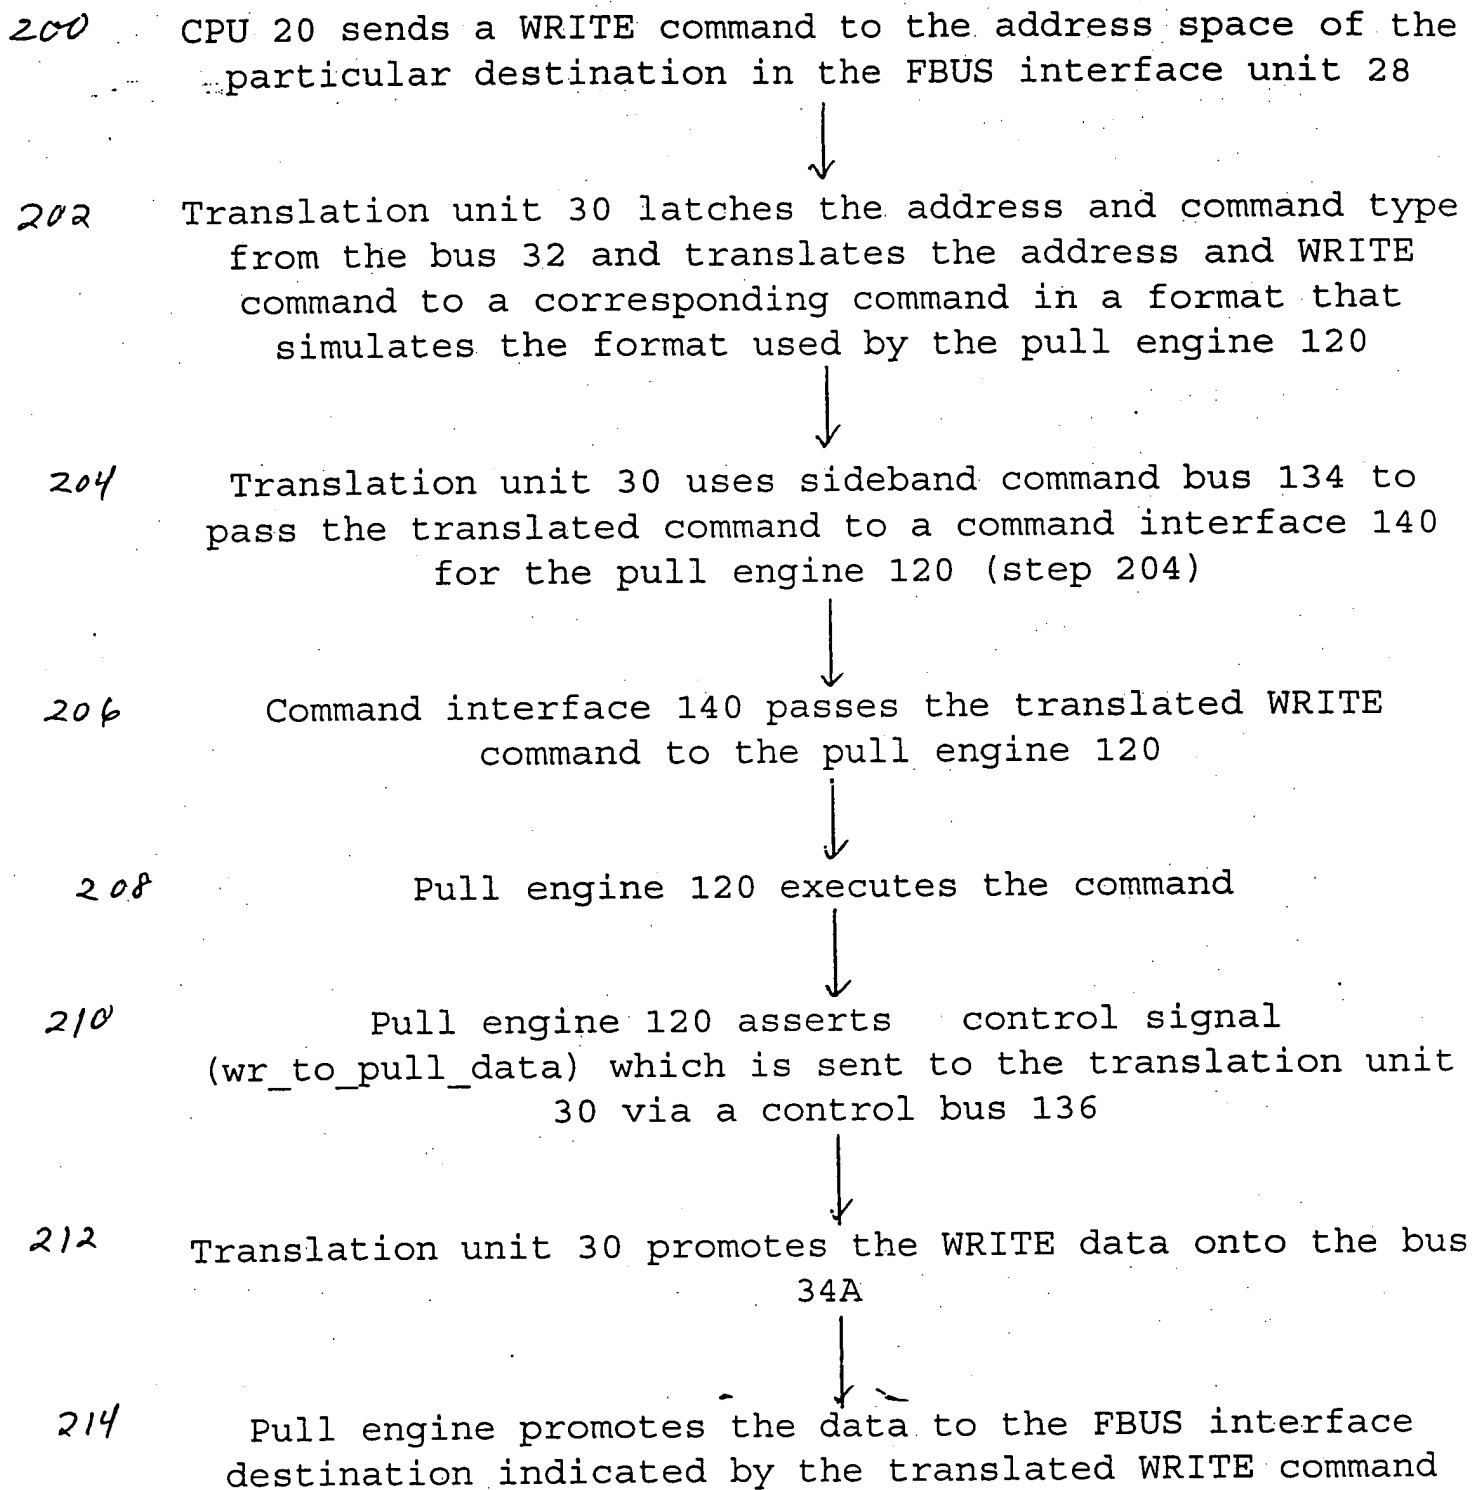 200 CPU 20 sends a WRITE command to the address space of the
particular destination in the FBUS interface unit 28
202 Translation unit 30 latches the address and command type
from the bus 32 and translates the address and WRITE
command to a corresponding command in a format that
simulates the format used by the pull engine 120
204 Translation unit 30 uses sideband command bus 134 to
pass the translated command to a command interface 140
for the pull engine 120 (step 204)
206 Command interface 140 passes the translated WRITE
command to the pull engine 120
208 Pull engine 120 executes the command
210 Pull engine 120 asserts control signal
(wr_to_pull_data) which is sent to the translation unit
30 via a control bus 136
212 Translation unit 30 promotes the WRITE data onto the bus
34A
214 Pull engine promotes the data to the FBUS interface
destination indicated by the translated WRITE command